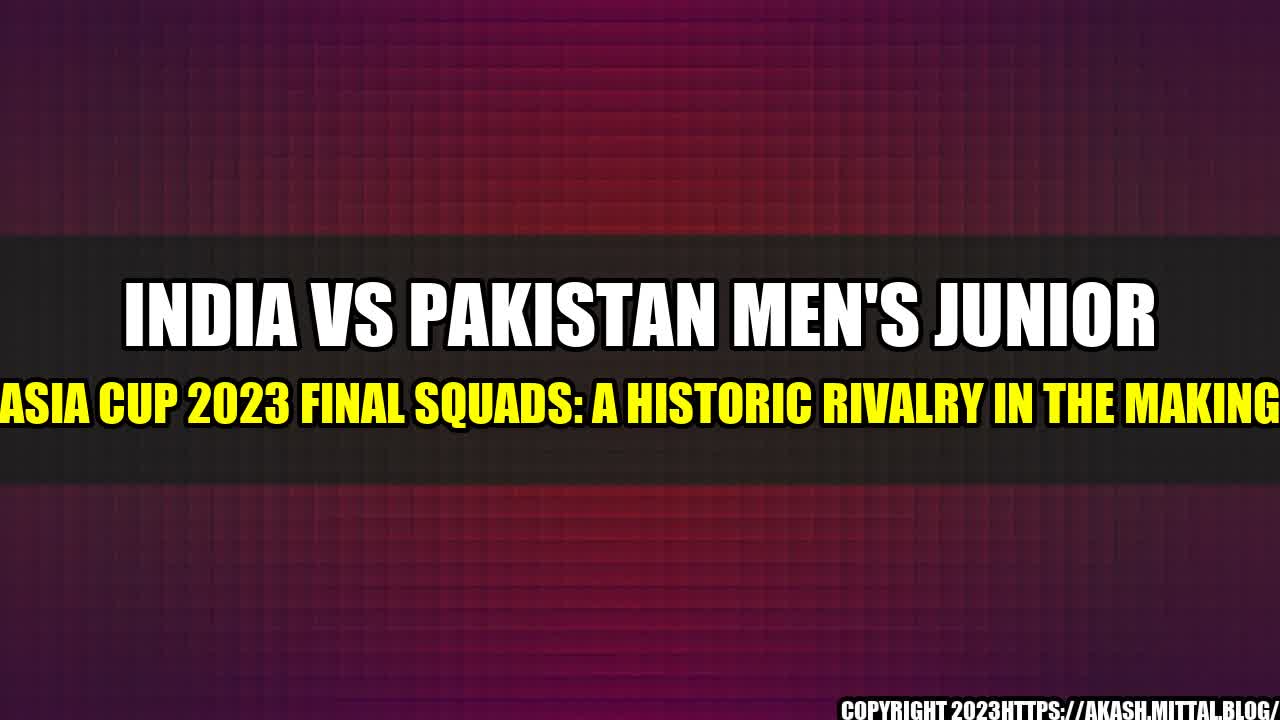 INDIA VS PAKISTAN MEN'S JUNIOR
ASIA CUP 2023 FINAL SQUADS: A HISTORIC RIVALRY IN THE MAKING
COPYRIGHT 2023HTTPS://AKASH.MITTAL.BLOG/